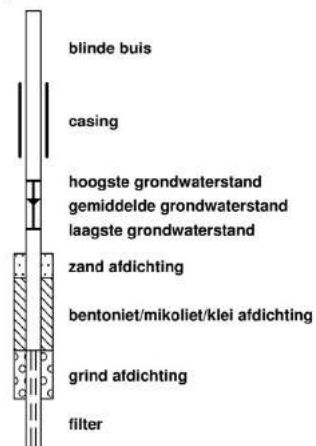 blinde buis
casing
hoogste grondwaterstand
gemiddelde grondwaterstand
laagste grondwaterstand
zand afdichting
bentoniet/mikoliet/klei afdichting
grind afdichting
filter